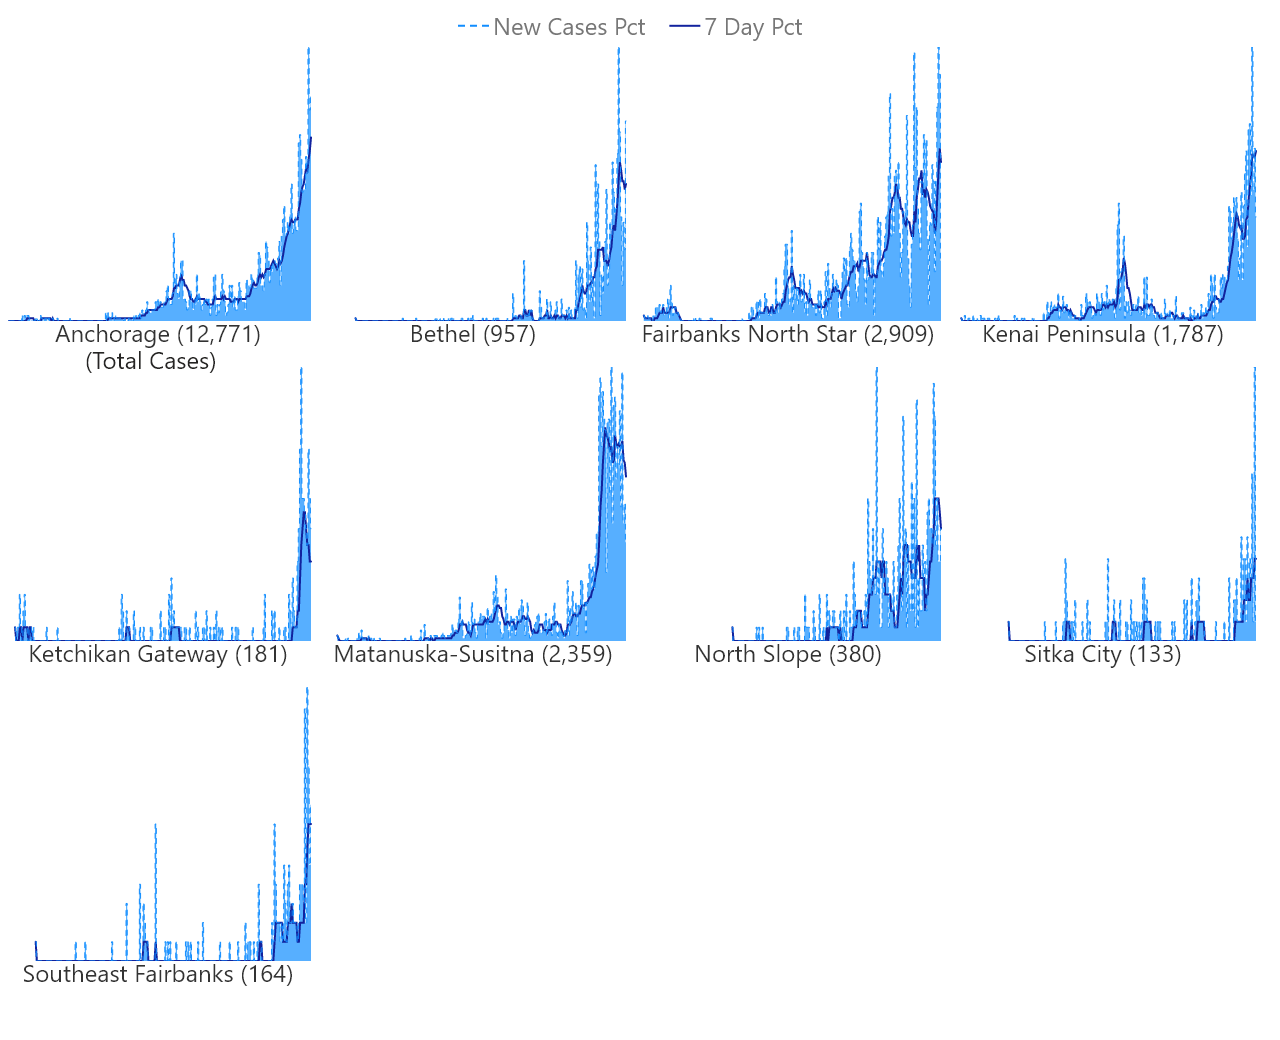 New Cases Pct 7 Day Pct
Anchorage (12,771) Bethel (957) Fairbanks North Star (2,909) Kenai Peninsula (1,787)
(Total Cases)
Ketchikan Gateway (181) Matanuska-Susitna (2,359) North Slope (380) Sitka City (133)
Southeast Fairbanks (164)